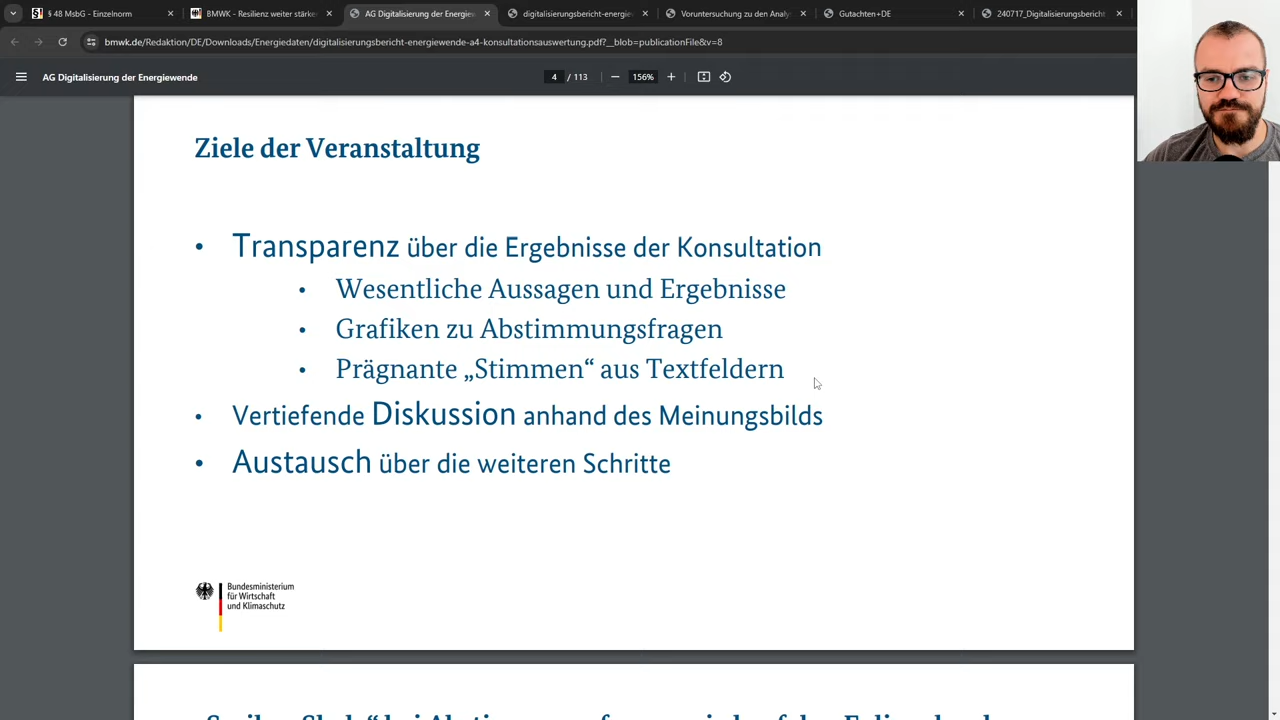 § 48 MsbG - Einzelnorm
BMWK - Resilienz weiter stärke
AG Digitalisierung der Energie
digitalisierungsbericht-energie
Voruntersuchung zu den Analy
Gutachten+DE
240717_Digitalisierungsbericht
bmwk.de/Redaktion/DE/Downloads/Energiedaten/digitalisierungsbericht-energiewende-a4-konsultationsauswertung.pdf?__blob=publicationFile&v=8
AG Digitalisierung der Energiewende
4 / 113
156%
Ziele der Veranstaltung
• Transparenz über die Ergebnisse der Konsultation
• Wesentliche Aussagen und Ergebnisse
• Grafiken zu Abstimmungsfragen
• Prägnante „Stimmen“ aus Textfeldern
• Vertiefende Diskussion anhand des Meinungsbilds
• Austausch über die weiteren Schritte
Bundesministerium
für Wirtschaft
und Klimaschutz